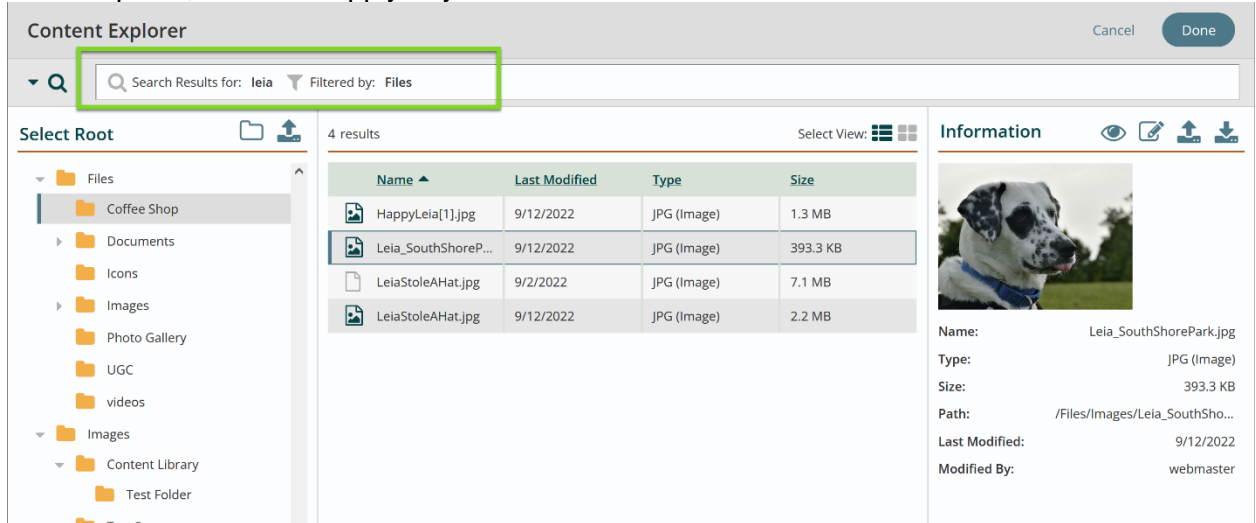 Content Explorer
Cancel
Done
Search Results for: leia Filtered by: Files
Select Root
Files
Coffee Shop
Documents
Icons
Images
Photo Gallery
UGC
videos
Images
Content Library
Test Folder
4 results
Select View:
Name Last Modified Type Size
HappyLeia[1].jpg 9/12/2022 JPG (Image) 1.3 MB
Leia_SouthShoreP... 9/12/2022 JPG (Image) 393.3 KB
LeiaStoleAHat.jpg 9/2/2022 JPG (Image) 7.1 MB
LeiaStoleAHat.jpg 9/12/2022 JPG (Image) 2.2 MB
Information
Name: Leia_SouthShorePark.jpg
Type: JPG (Image)
Size: 393.3 KB
Path: /Files/Images/Leia_SouthSho...
Last Modified: 9/12/2022
Modified By: webmaster